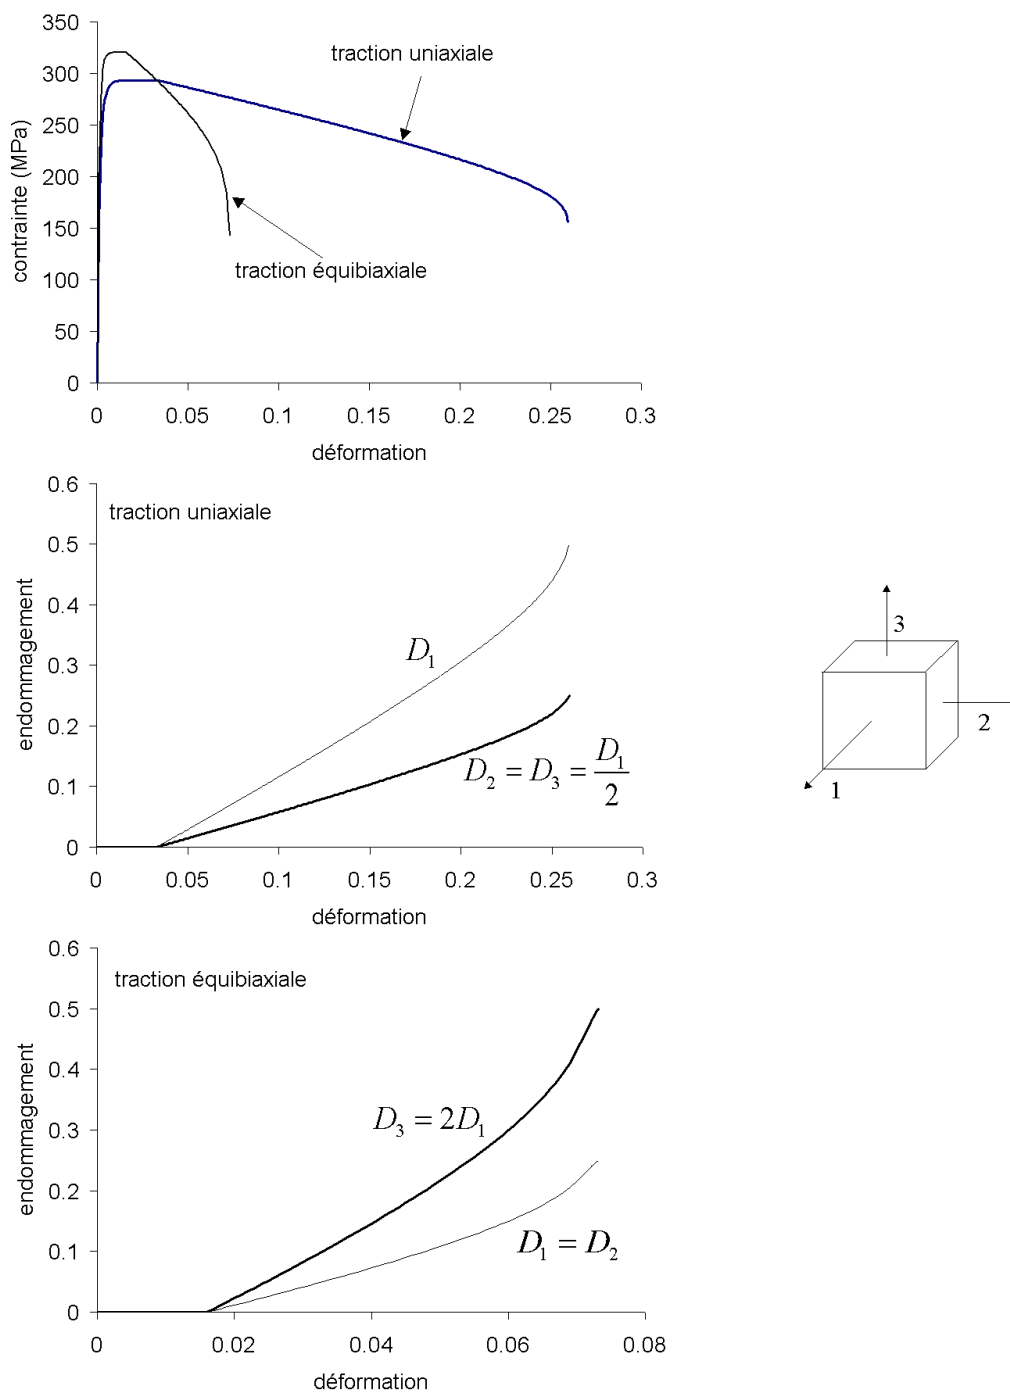 350
300
250
200
150
100
50
0
contrainte (MPa)
traction uniaxiale
traction équibiaxiale
0 0.05 0.1 0.15 0.2 0.25 0.3
déformation
0.6
0.5
0.4
0.3
0.2
0.1
0
endommagement
traction uniaxiale
D₁
D₂ = D₃ = D₁/2
0 0.05 0.1 0.15 0.2 0.25 0.3
déformation
3
2
1
0.6
0.5
0.4
0.3
0.2
0.1
0
endommagement
traction équibiaxiale
D₃ = 2D₁
D₁ = D₂
0 0.02 0.04 0.06 0.08
déformation